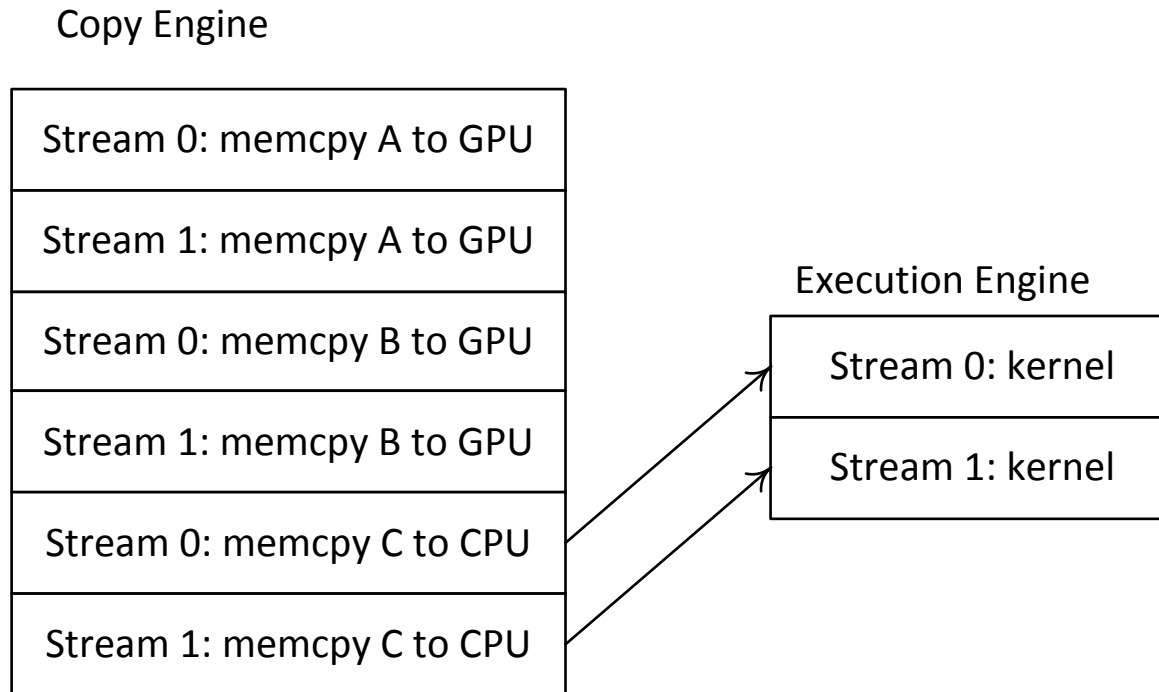 Copy Engine
Stream 0: memcpy A to GPU
Stream 1: memcpy A to GPU
Stream 0: memcpy B to GPU
Stream 1: memcpy B to GPU
Stream 0: memcpy C to CPU
Stream 1: memcpy C to CPU
Execution Engine
Stream 0: kernel
Stream 1: kernel